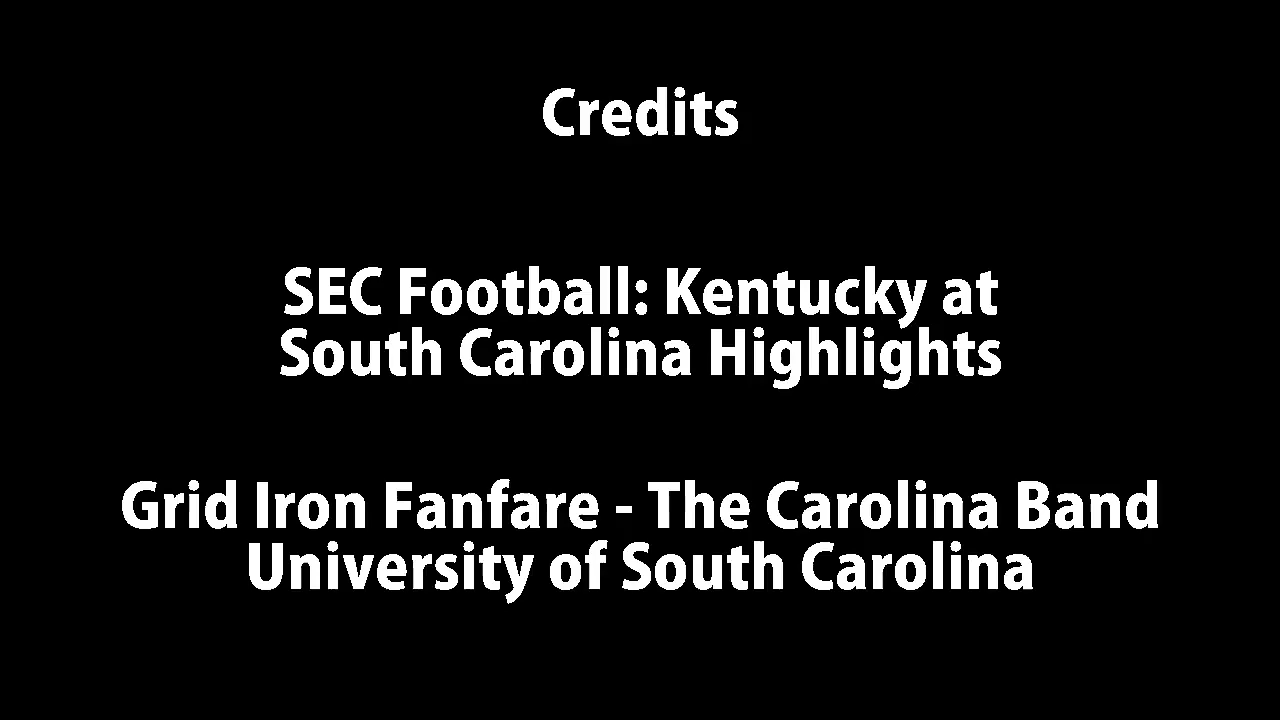 Credits
SEC Football: Kentucky at
South Carolina Highlights
Grid Iron Fanfare - The Carolina Band
University of South Carolina